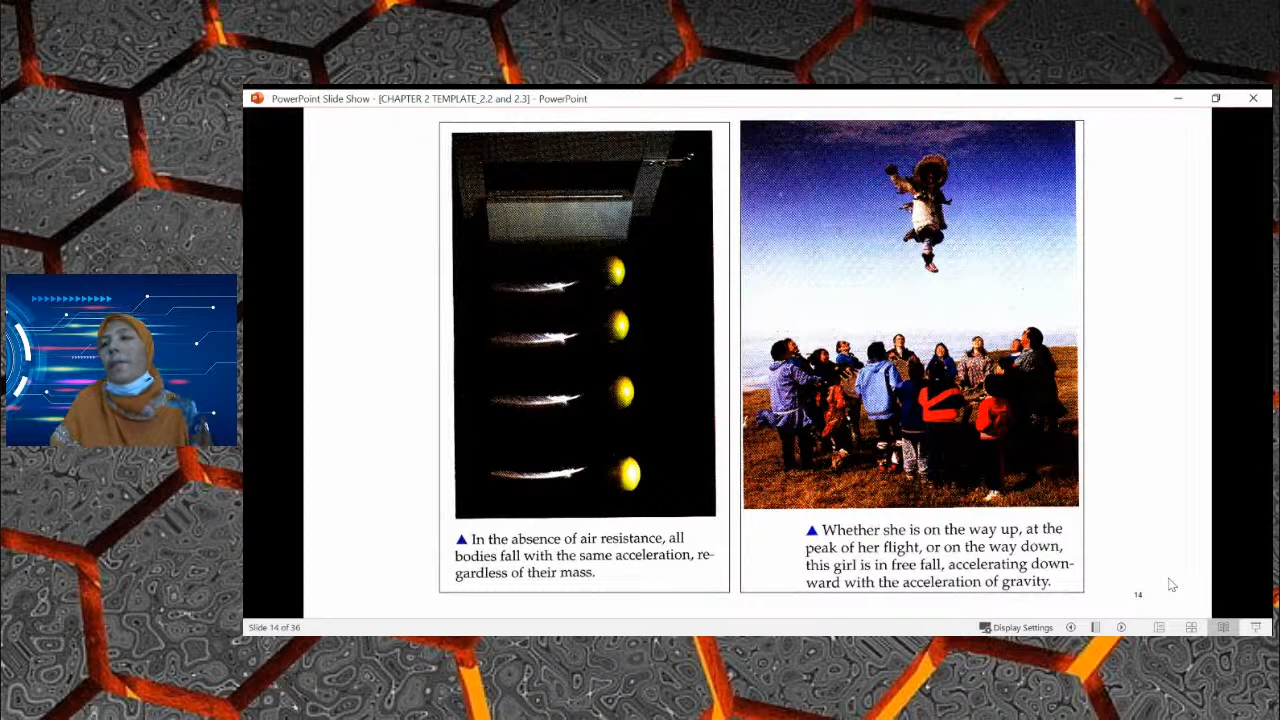 PowerPoint Slide Show - [CHAPTER 2 TEMPLATE_2.2 and 2.3] - PowerPoint
▲ In the absence of air resistance, all
bodies fall with the same acceleration, re-
gardless of their mass.
▲ Whether she is on the way up, at the
peak of her flight, or on the way down,
this girl is in free fall, accelerating down-
ward with the acceleration of gravity.
14
Slide 14 of 36
Display Settings